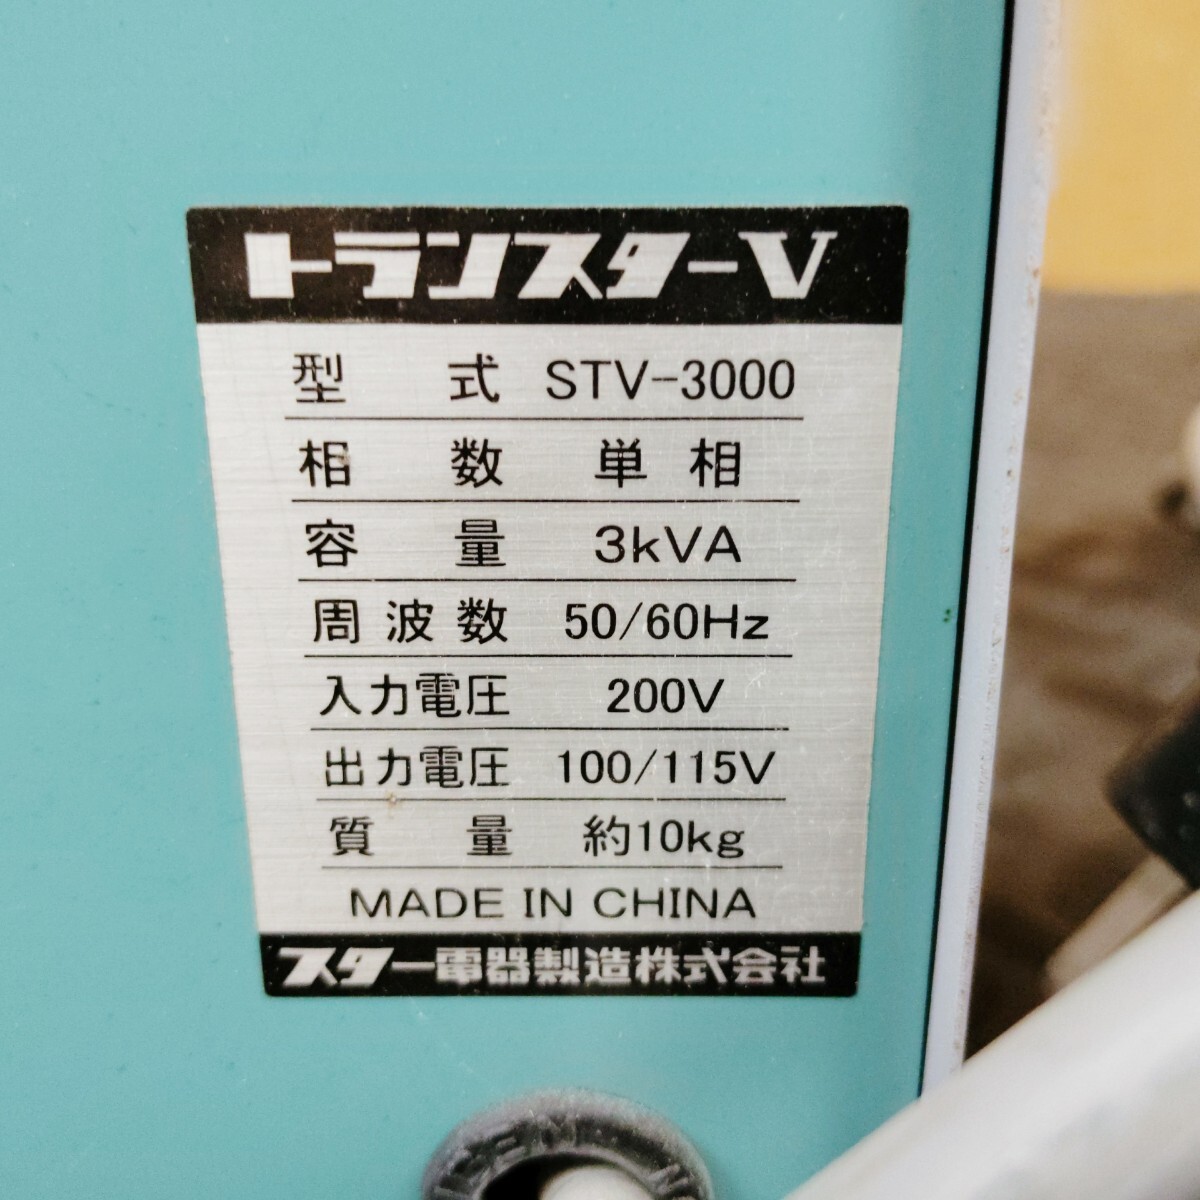 トランスターV
型式 STV-3000
相数 単相
容量 3kVA
周波数 50/60Hz
入力電圧 200V
出力電圧 100/115V
質量 約10kg
MADE IN CHINA
スター電器製造株式会社